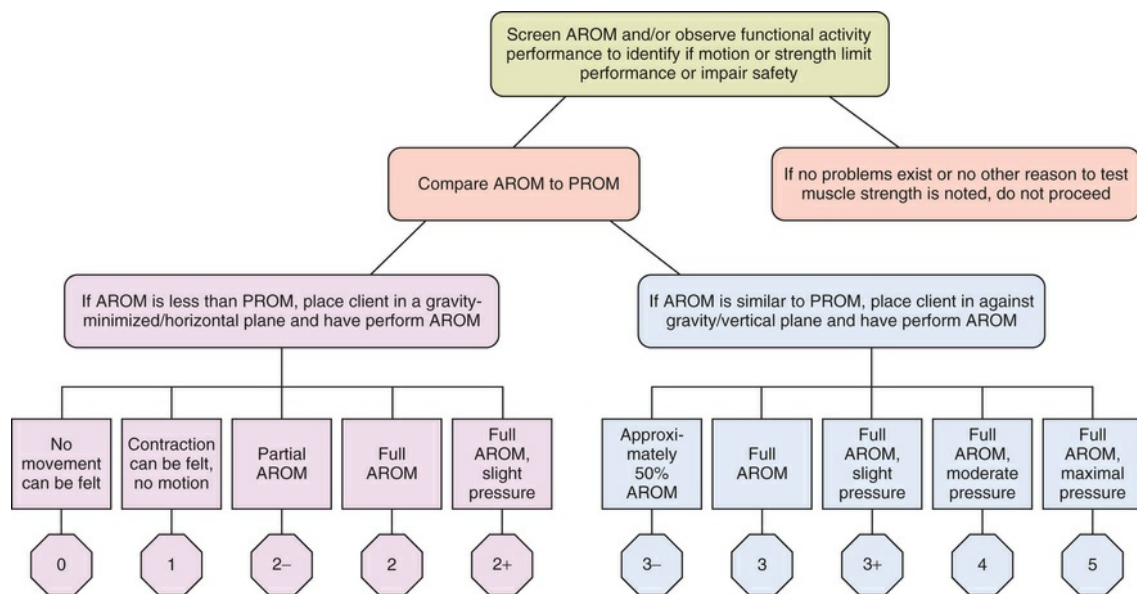 Screen AROM and/or observe functional activity
performance to identify if motion or strength limit
performance or impair safety
Compare AROM to PROM
If no problems exist or no other reason to test
muscle strength is noted, do not proceed
If AROM is less than PROM, place client in a gravity-
minimized/horizontal plane and have perform AROM
If AROM is similar to PROM, place client in against
gravity/vertical plane and have perform AROM
No
movement
can be felt
Contraction
can be felt,
no motion
Partial
AROM
Full
AROM
Full
AROM,
slight
pressure
Approxi-
mately
50%
AROM
Full
AROM
Full
AROM,
slight
pressure
Full
AROM,
moderate
pressure
Full
AROM,
maximal
pressure
0
1
2–
2
2+
3–
3
3+
4
5